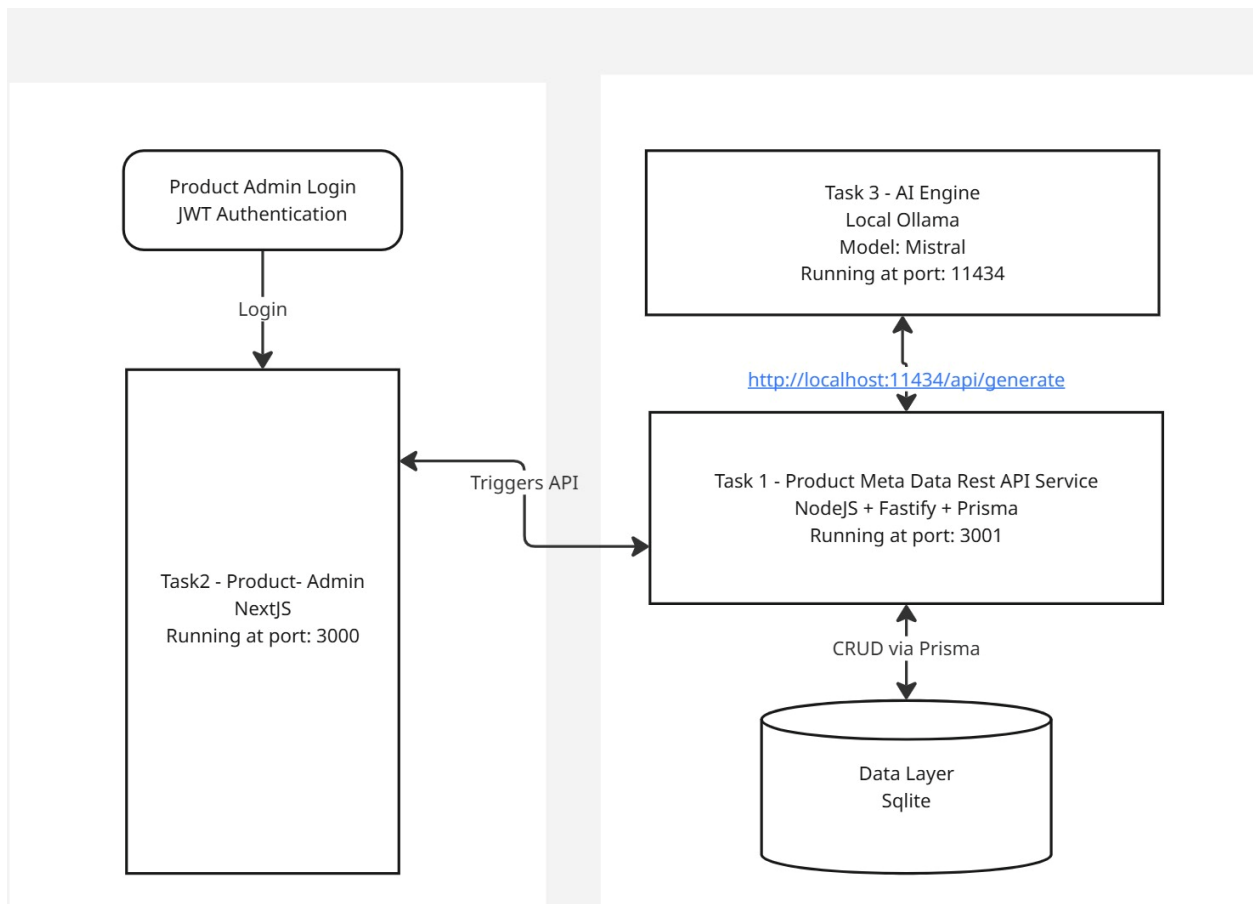 Product Admin Login
JWT Authentication
Login
Task2 - Product- Admin
NextJS
Running at port: 3000
Triggers API
Task 3 - AI Engine
Local Ollama
Model: Mistral
Running at port: 11434
http://localhost:11434/api/generate
Task 1 - Product Meta Data Rest API Service
NodeJS + Fastify + Prisma
Running at port: 3001
CRUD via Prisma
Data Layer
Sqlite